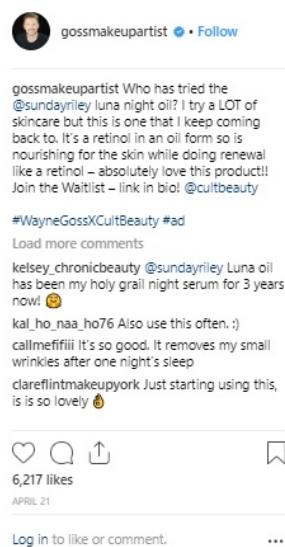 gossmakeupartist • Follow
gossmakeupartist Who has tried the
@sundayriley luna night oil? I try a LOT of
skincare but this is one that I keep coming
back to. It's a retinol in an oil form so is
nourishing for the skin while doing renewal
like a retinol – absolutely love this product!!
Join the Waitlist – link in bio! @cultbeauty
#WayneGossXCultBeauty #ad
Load more comments
kelsey_chronicbeauty @sundayriley Luna oil
has been my holy grail night serum for 3 years
now! 😊
kal_ho_naa_ho76 Also use this often. :)
callmefifiii It's so good. It removes my small
wrinkles after one night's sleep
clareflintmakeupyork Just starting using this,
is is so lovely 👌
6,217 likes
APRIL 21
Log in to like or comment.